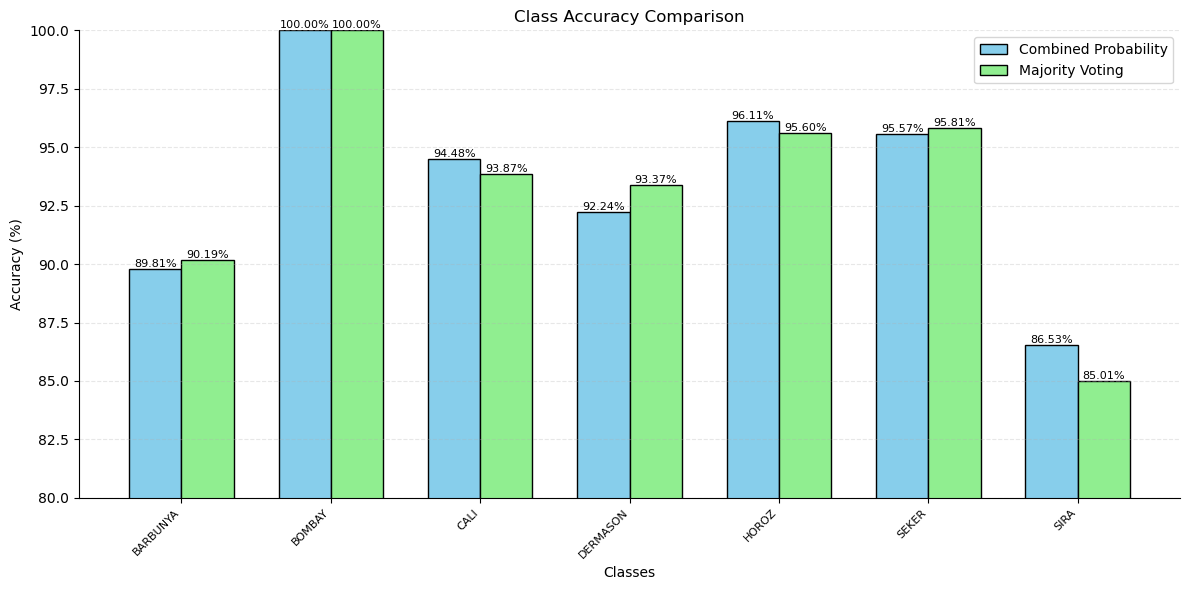 Class Accuracy Comparison
Combined Probability
Majority Voting
Accuracy (%)
100.0
97.5
95.0
92.5
90.0
87.5
85.0
82.5
80.0
89.81%
90.19%
100.00%
100.00%
94.48%
93.87%
92.24%
93.37%
96.11%
95.60%
95.57%
95.81%
86.53%
85.01%
BARBUNYA
BOMBAY
CALI
DERMASON
HOROZ
SEKER
SIRA
Classes